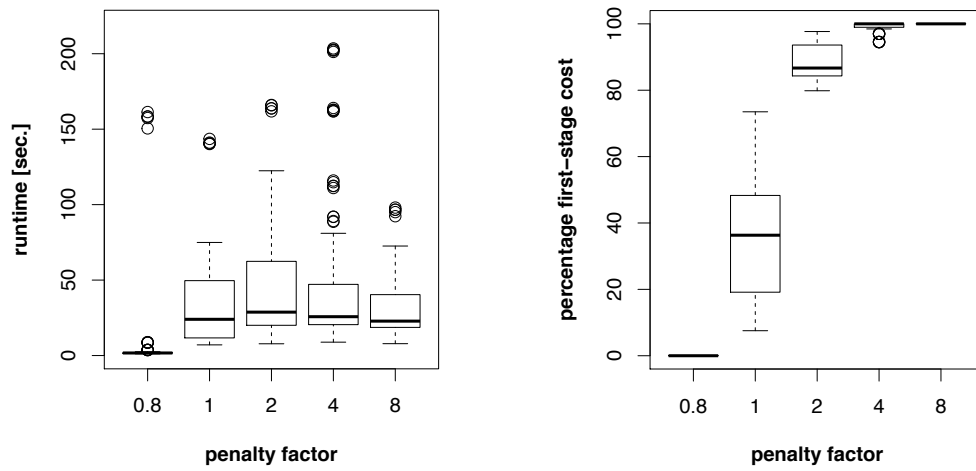 runtime [sec.]
200
150
100
50
0
0.8 1 2 4 8
penalty factor
percentage first-stage cost
100
80
60
40
20
0
0.8 1 2 4 8
penalty factor